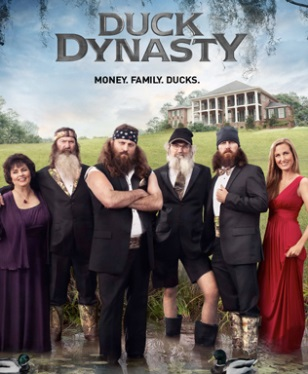 DUCK
DYNASTY
MONEY. FAMILY. DUCKS.